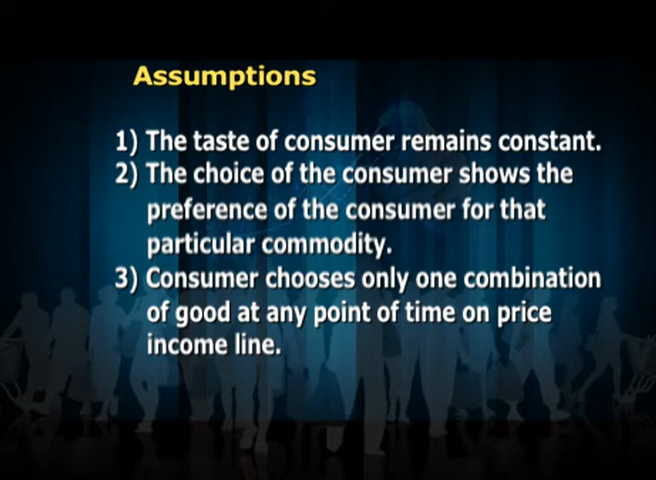 Assumptions
1) The taste of consumer remains constant.
2) The choice of the consumer shows the
preference of the consumer for that
particular commodity.
3) Consumer chooses only one combination
of good at any point of time on price
income line.